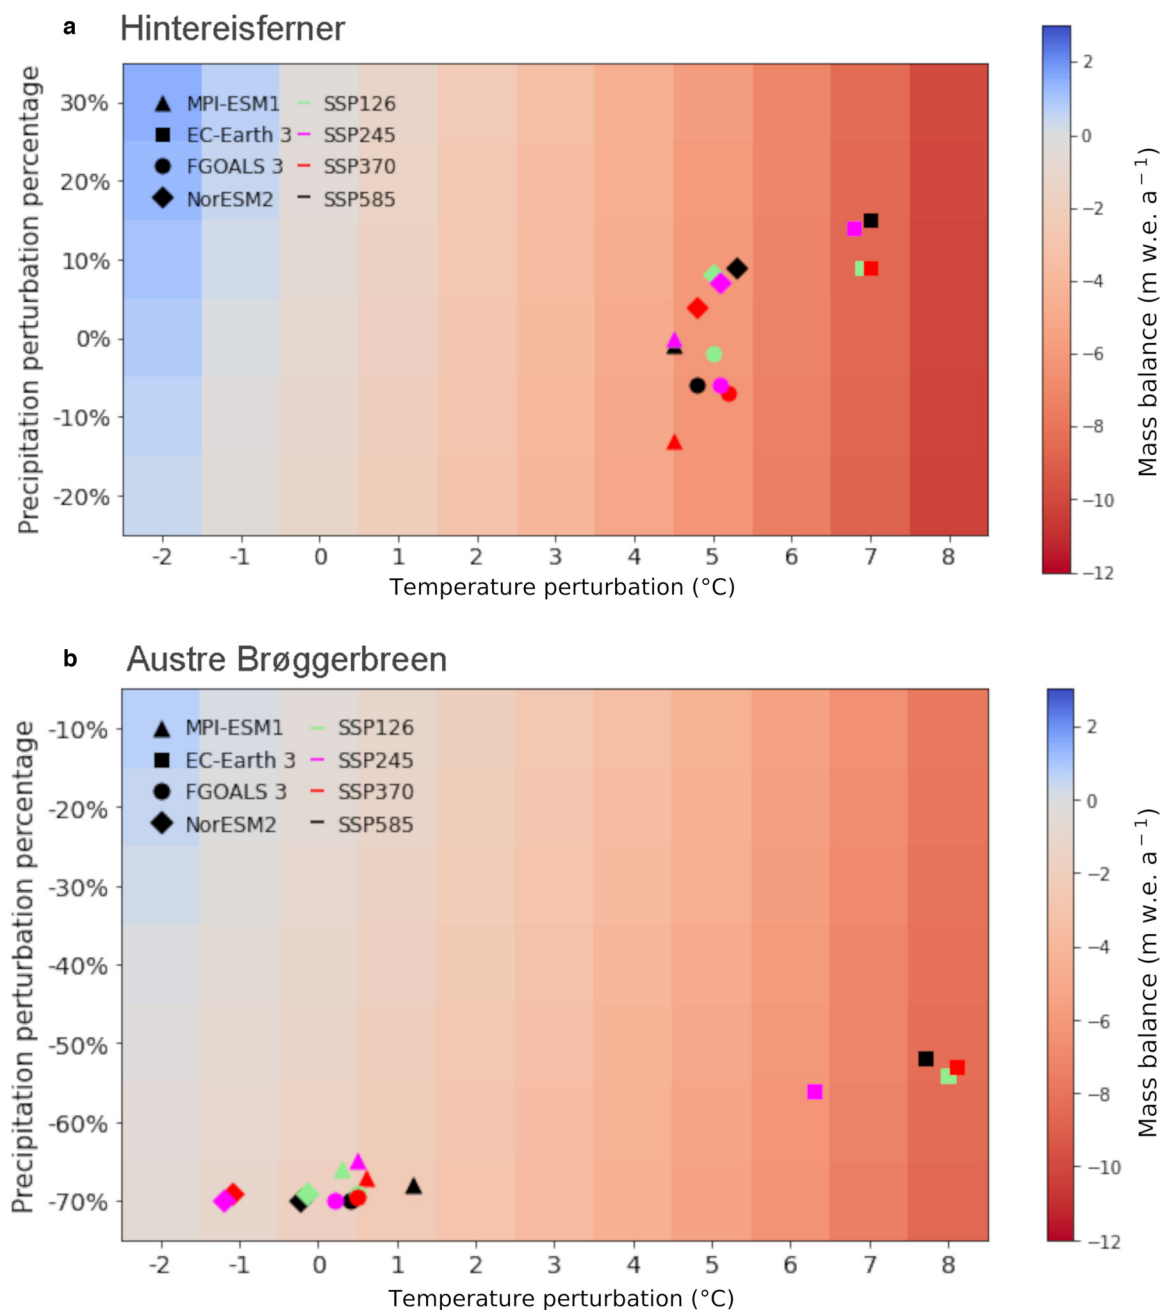 a Hintereisferner
Precipitation perturbation percentage
30%
20%
10%
0%
-10%
-20%
MPI-ESM1 SSP126
EC-Earth 3 SSP245
FGOALS 3 SSP370
NorESM2 SSP585
-2 -1 0 1 2 3 4 5 6 7 8
Temperature perturbation (°C)
2
0
−2
−4
−6
−8
−10
−12
Mass balance (m w.e. a⁻¹)
b Austre Brøggerbreen
Precipitation perturbation percentage
-10%
-20%
-30%
-40%
-50%
-60%
-70%
MPI-ESM1 SSP126
EC-Earth 3 SSP245
FGOALS 3 SSP370
NorESM2 SSP585
-2 -1 0 1 2 3 4 5 6 7 8
Temperature perturbation (°C)
2
0
−2
−4
−6
−8
−10
−12
Mass balance (m w.e. a⁻¹)